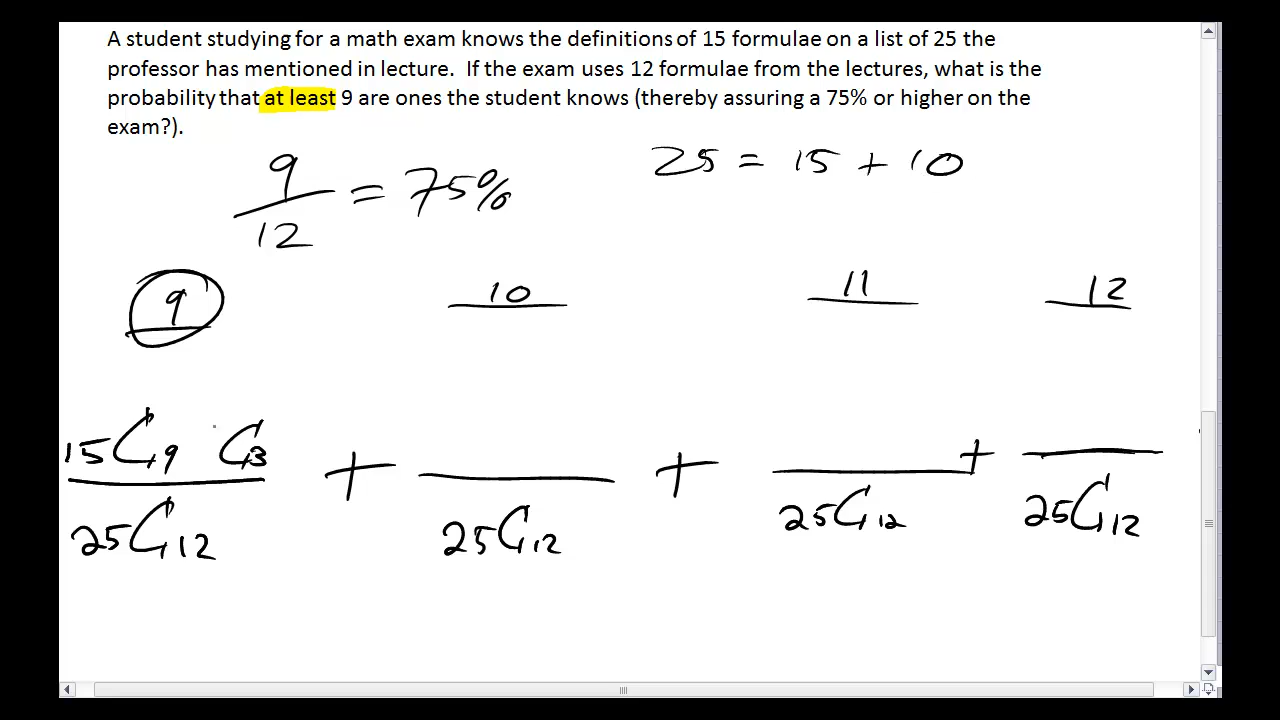 A student studying for a math exam knows the definitions of 15 formulae on a list of 25 the
professor has mentioned in lecture.  If the exam uses 12 formulae from the lectures, what is the
probability that at least 9 are ones the student knows (thereby assuring a 75% or higher on the
exam?).
9/12 = 75%
25 = 15 + 10
9 10 11 12
15C9 C3 + + +
25C12 25C12 25C12 25C12